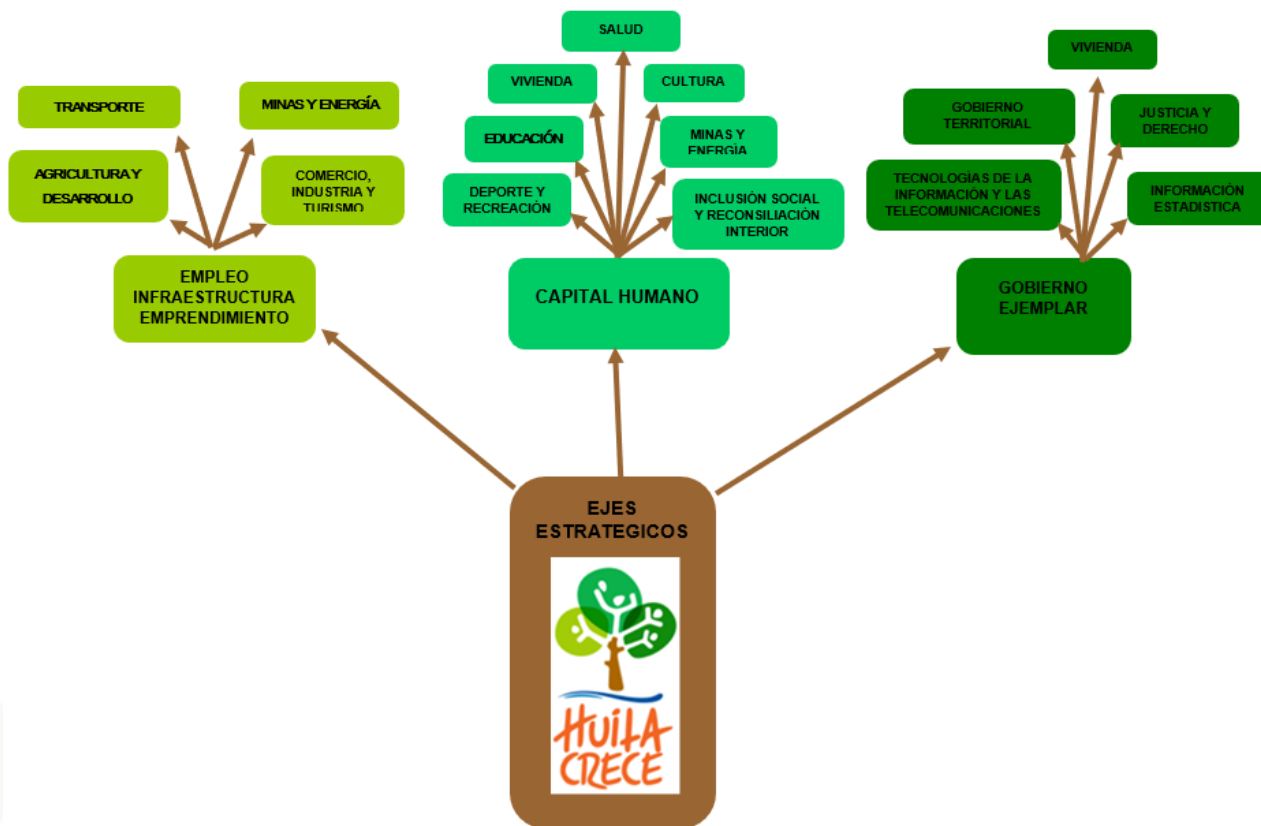 SALUD
VIVIENDA
VIVIENDA
CULTURA
TRANSPORTE
MINAS Y ENERGÍA
GOBIERNO
TERRITORIAL
JUSTICIA Y
DERECHO
EDUCACIÓN
MINAS Y
ENERGÌA
AGRICULTURA Y
DESARROLLO
COMERCIO,
INDUSTRIA Y
TURISMO
DEPORTE Y
RECREACIÓN
INCLUSIÓN SOCIAL
Y RECONSILIACIÓN
INTERIOR
TECNOLOGÍAS DE LA
INFORMACIÓN Y LAS
TELECOMUNICACIONES
INFORMACIÓN
ESTADISTICA
EMPLEO
INFRAESTRUCTURA
EMPRENDIMIENTO
CAPITAL HUMANO
GOBIERNO
EJEMPLAR
EJES
ESTRATEGICOS
HUILA
CRECE